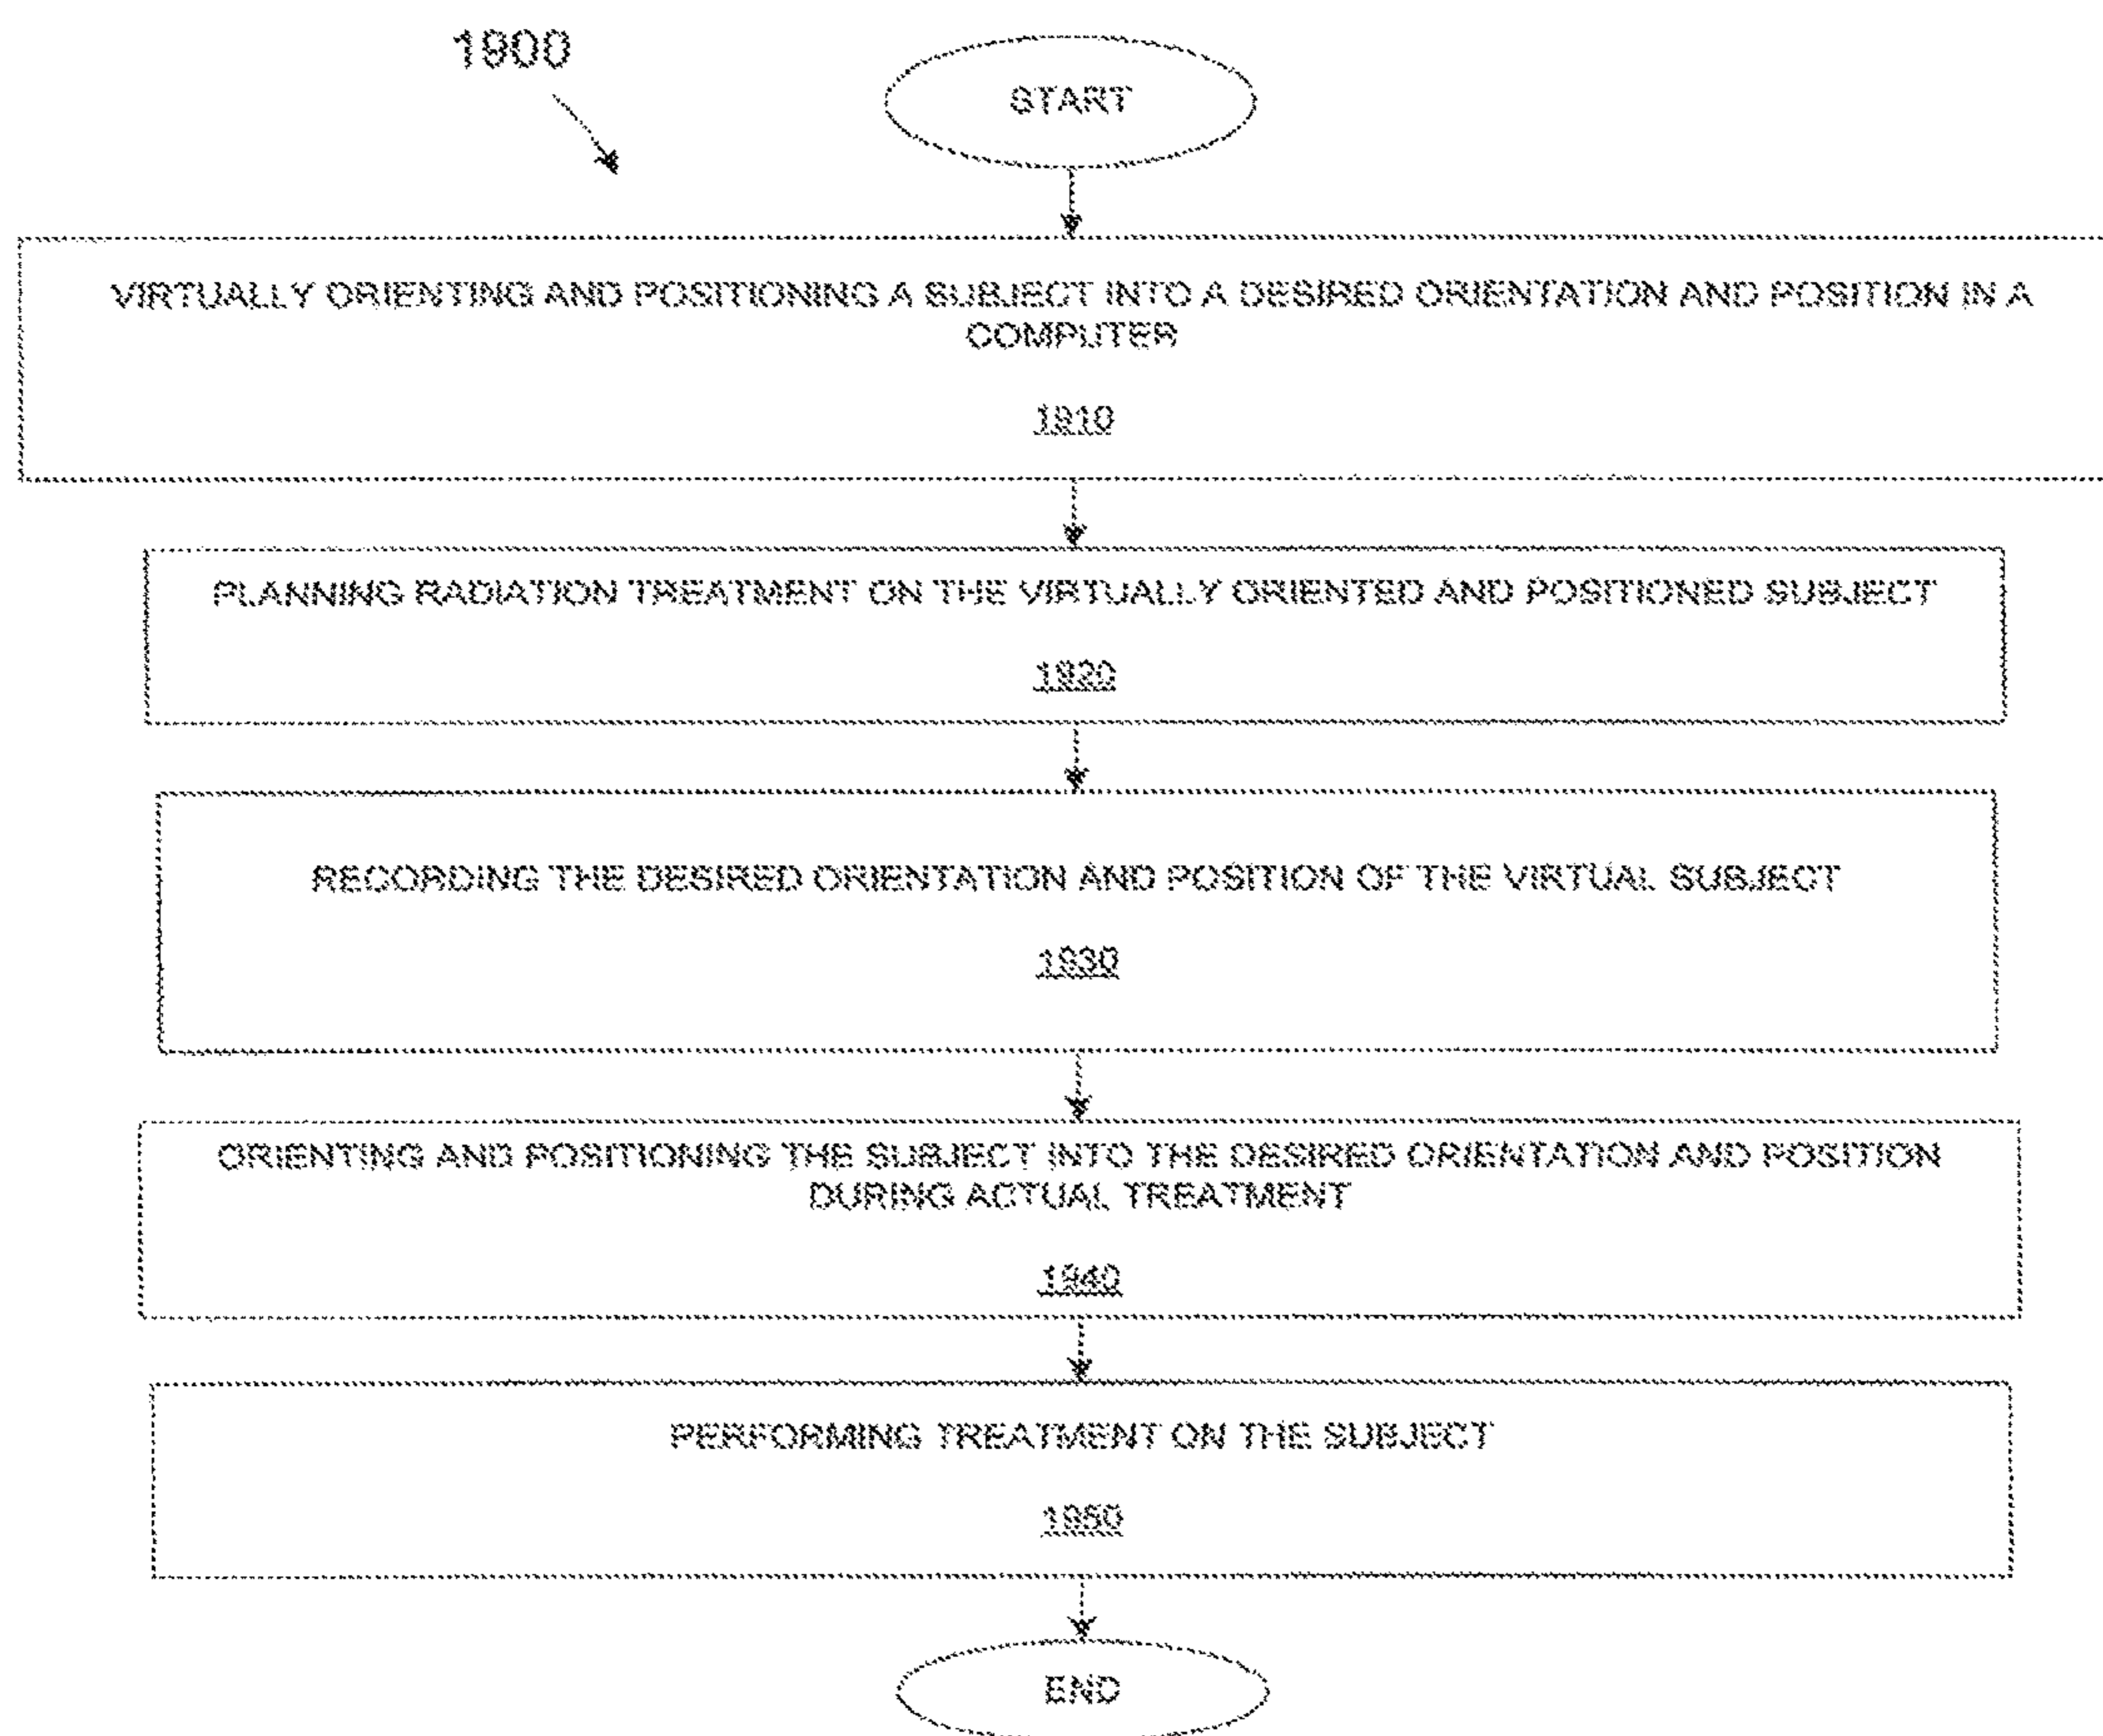 1900
START
VIRTUALLY ORIENTING AND POSITIONING A SUBJECT INTO A DESIRED ORIENTATION AND POSITION IN A
COMPUTER
1910
PLANNING RADIATION TREATMENT ON THE VIRTUALLY ORIENTED AND POSITIONED SUBJECT
1920
RECORDING THE DESIRED ORIENTATION AND POSITION OF THE VIRTUAL SUBJECT
1930
ORIENTING AND POSITIONING THE SUBJECT INTO THE DESIRED ORIENTATION AND POSITION
DURING ACTUAL TREATMENT
1940
PERFORMING TREATMENT ON THE SUBJECT
1950
END